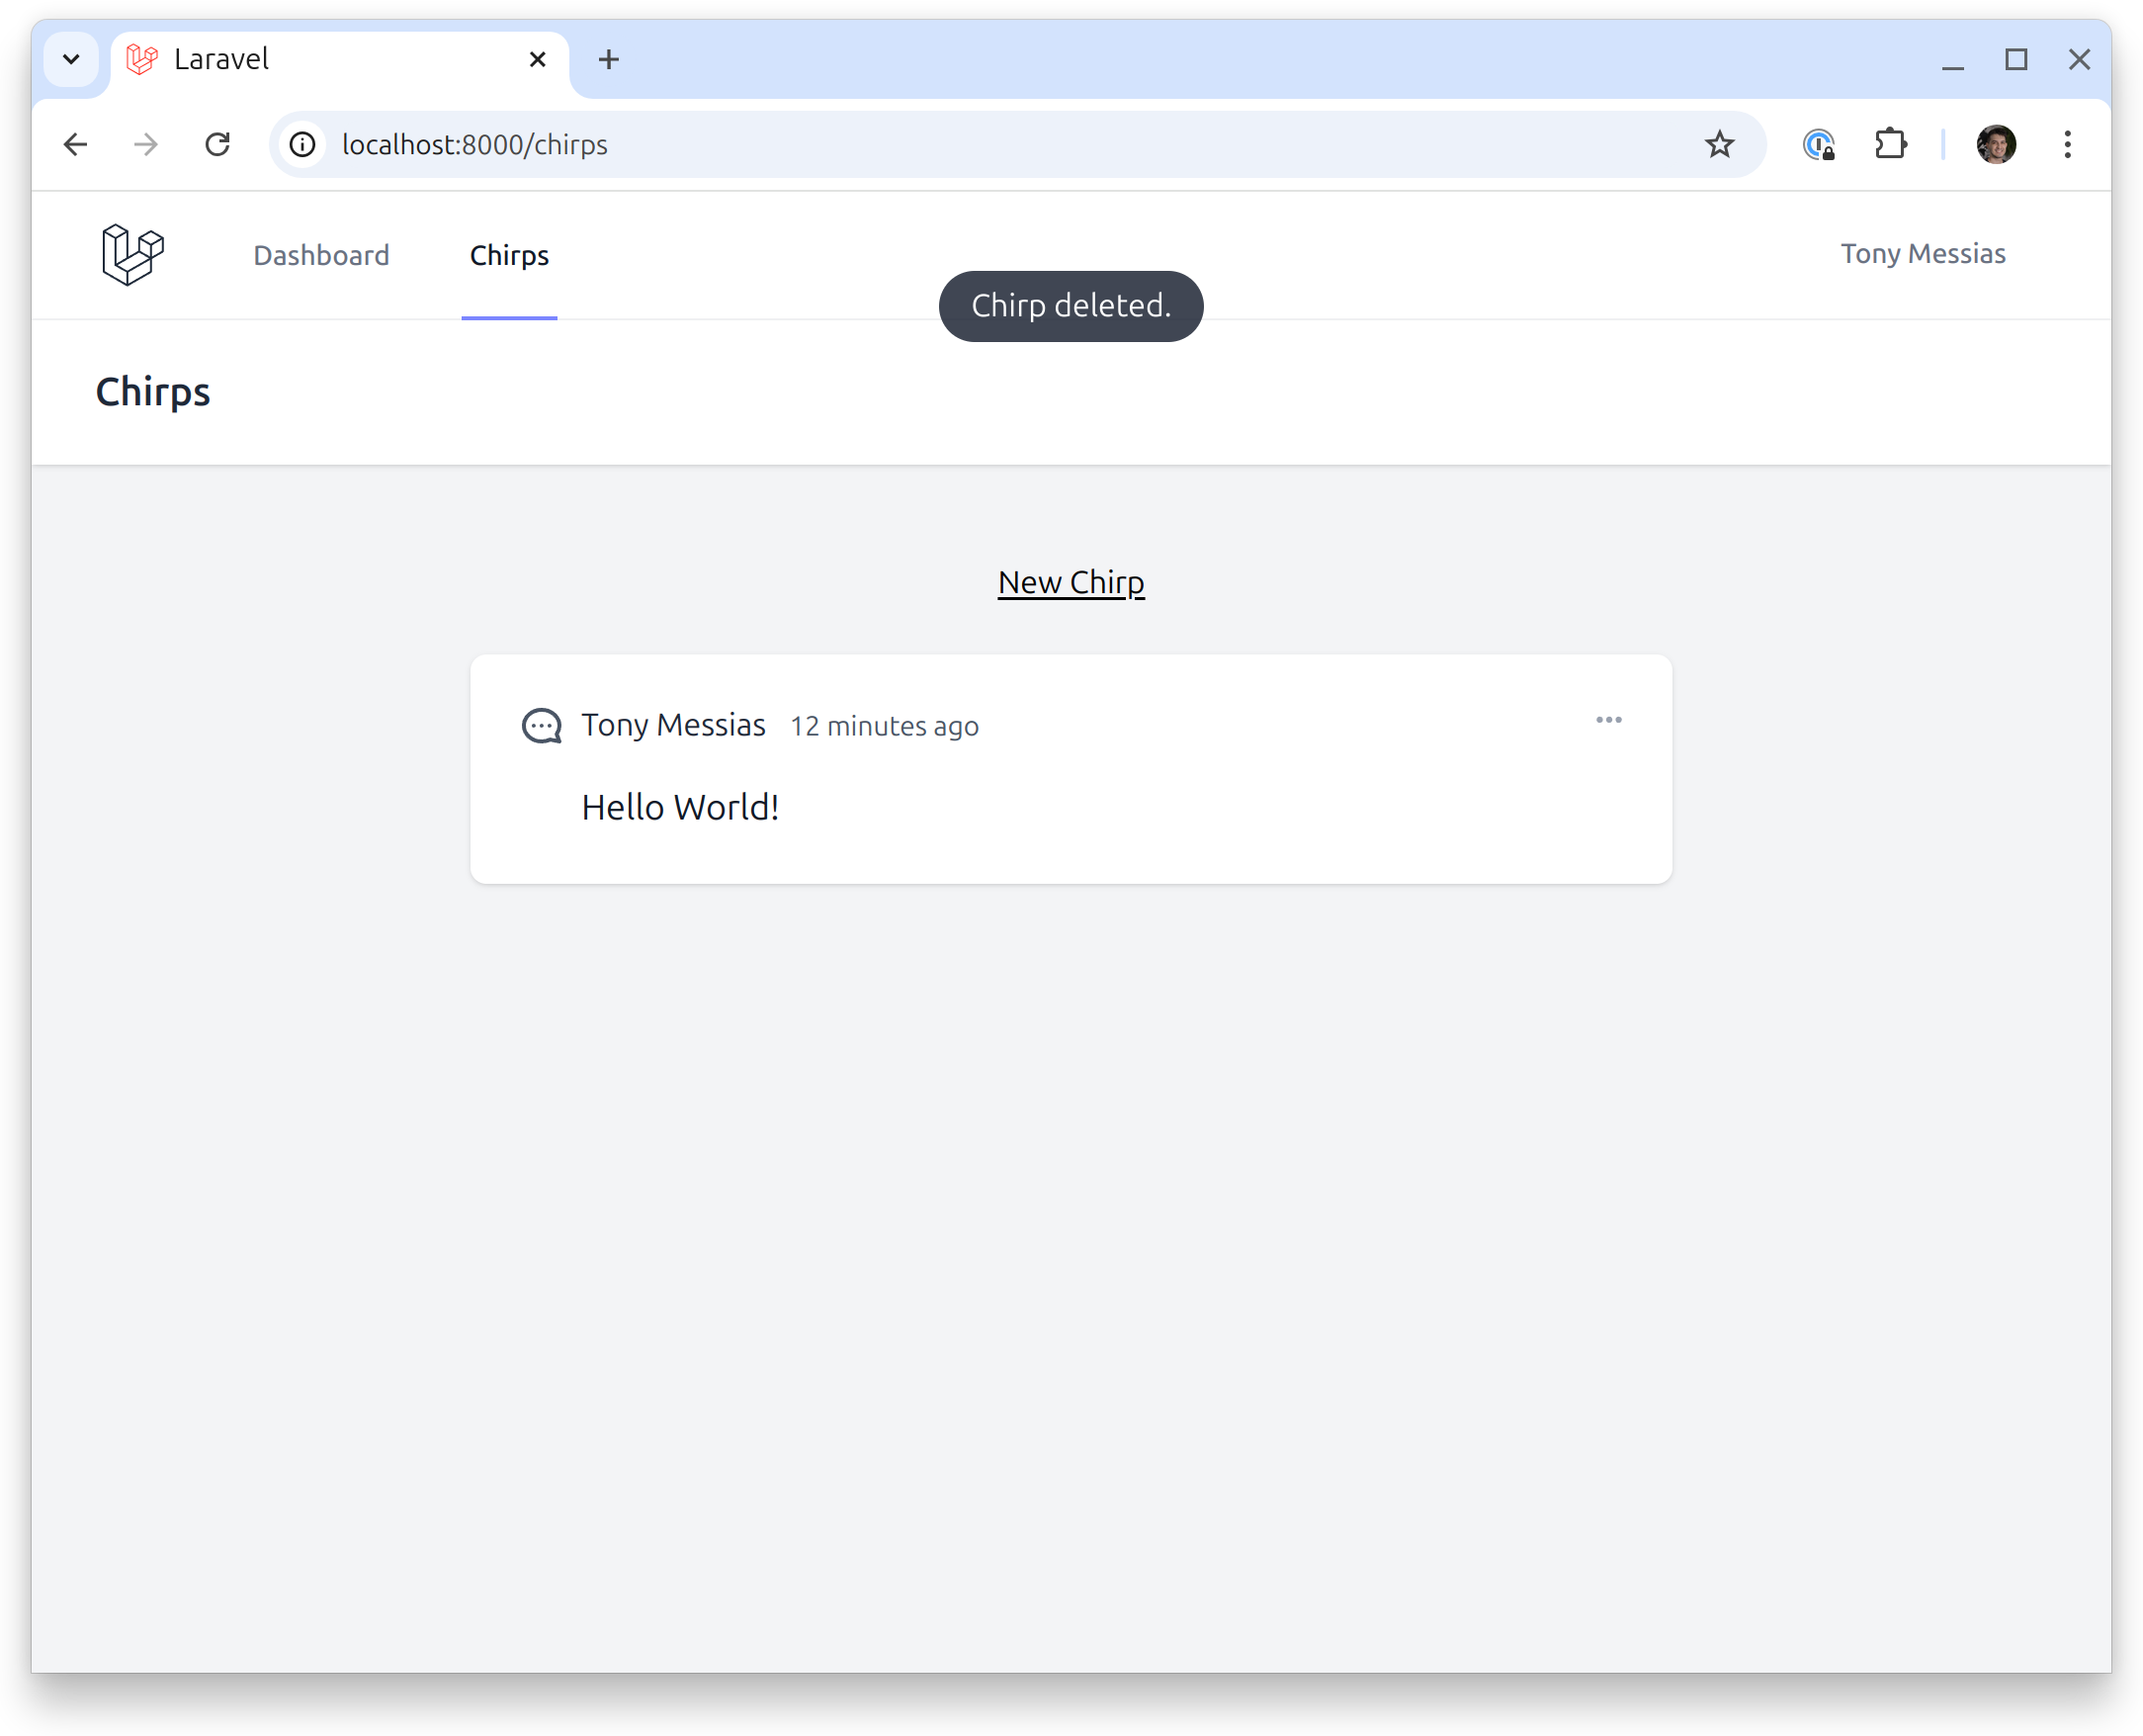 Laravel
localhost:8000/chirps
Dashboard
Chirps
Tony Messias
Chirp deleted.
Chirps
New Chirp
Tony Messias 12 minutes ago
Hello World!